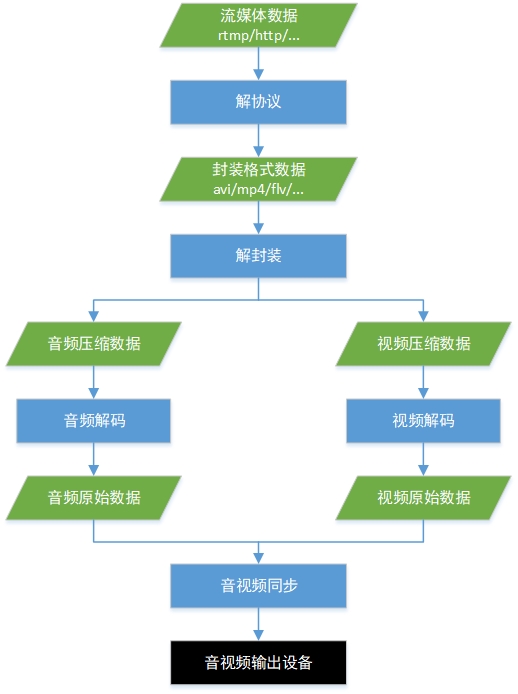 流媒体数据
rtmp/http/...
解协议
封装格式数据
avi/mp4/flv/...
解封装
音频压缩数据
视频压缩数据
音频解码
视频解码
音频原始数据
视频原始数据
音视频同步
音视频输出设备